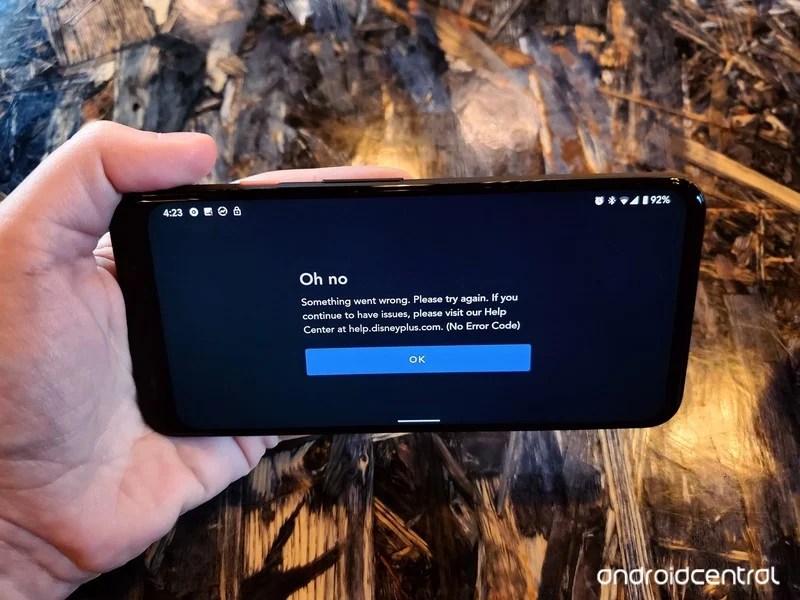 4:23
92%
Oh no
Something went wrong. Please try again. If you
continue to have issues, please visit our Help
Center at help.disneyplus.com. (No Error Code)
OK
androidcentral